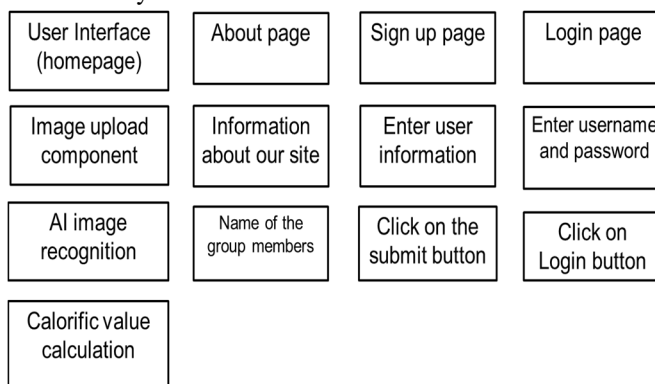 User Interface
(homepage)
About page
Sign up page
Login page
Image upload
component
Information
about our site
Enter user
information
Enter username
and password
AI image
recognition
Name of the
group members
Click on the
submit button
Click on
Login button
Calorific value
calculation